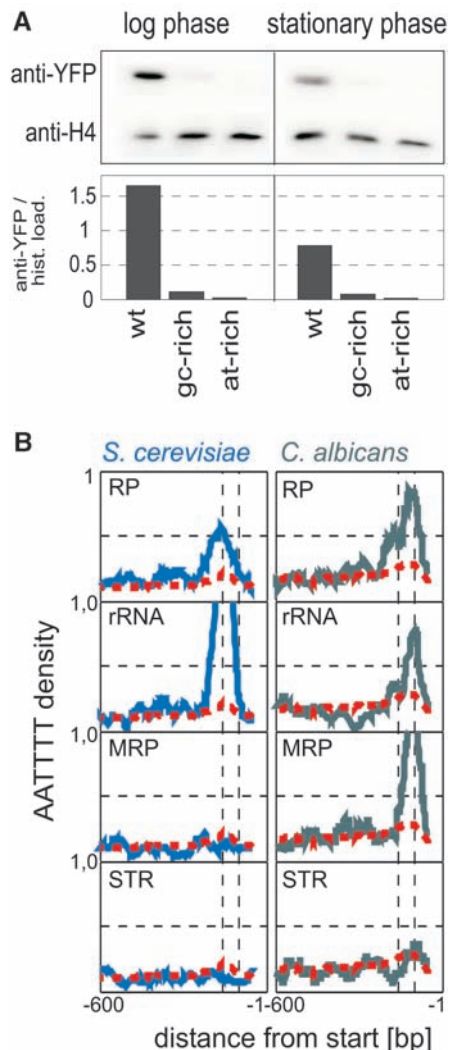 A
log phase stationary phase
anti-YFP
anti-H4
anti-YFP /
hist. load.
1.5
1
0.5
0
wt gc-rich at-rich wt gc-rich at-rich
B
S. cerevisiae C. albicans
AATTTT density
1
RP RP
1,0
rRNA rRNA
1,0
MRP MRP
1,0
STR STR
-600 -1 -600 -1
distance from start [bp]